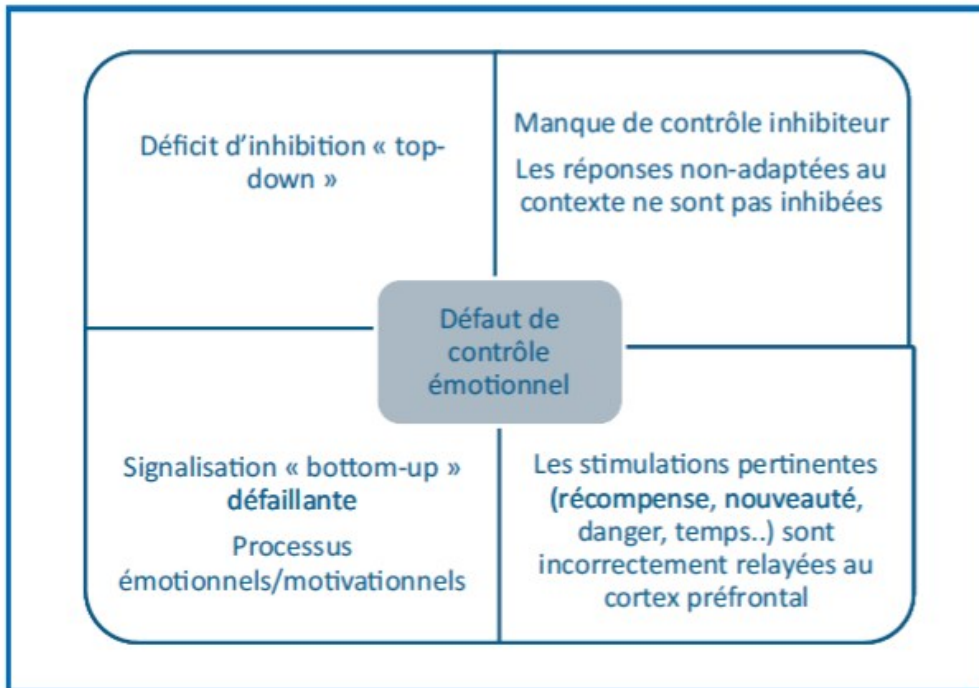 Déficit d'inhibition « top-
down »
Manque de contrôle inhibiteur
Les réponses non-adaptées au
contexte ne sont pas inhibées
Défaut de
contrôle
émotionnel
Signalisation « bottom-up »
défaillante
Processus
émotionnels/motivationnels
Les stimulations pertinentes
(récompense, nouveauté,
danger, temps..) sont
incorrectement relayées au
cortex préfrontal